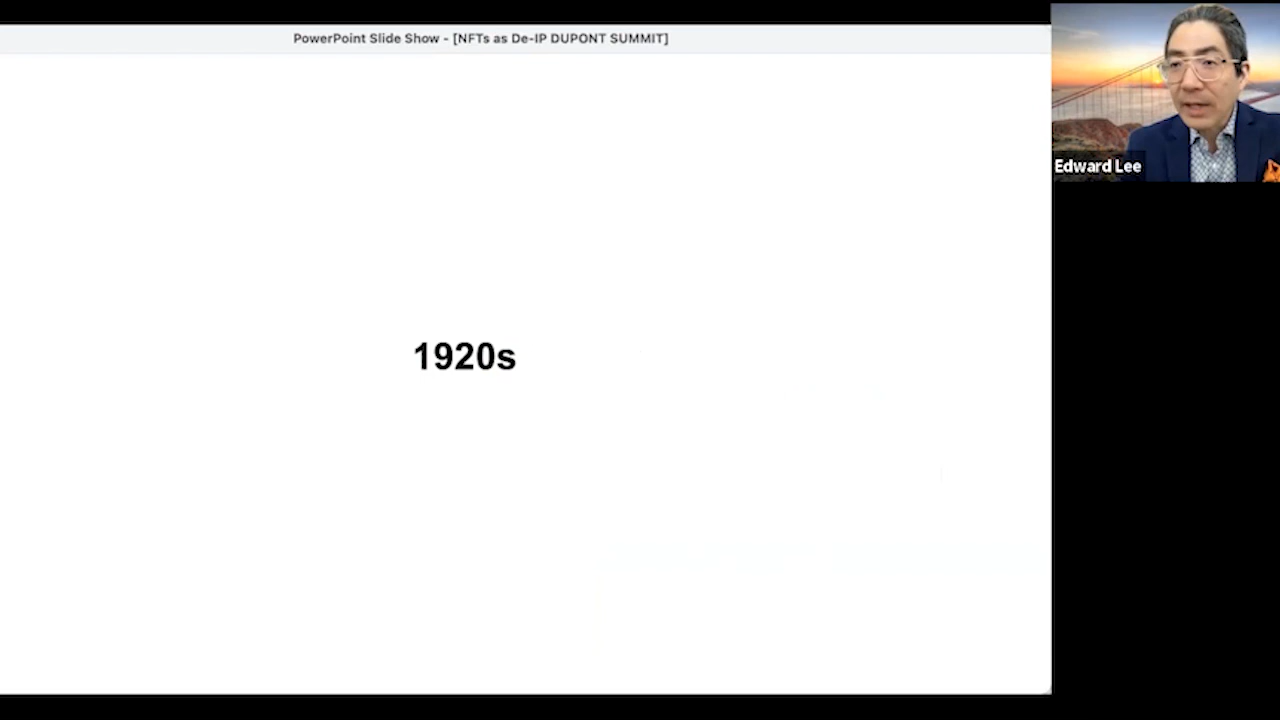 PowerPoint Slide Show - [NFTs as De-IP DUPONT SUMMIT]
1920s
Edward Lee